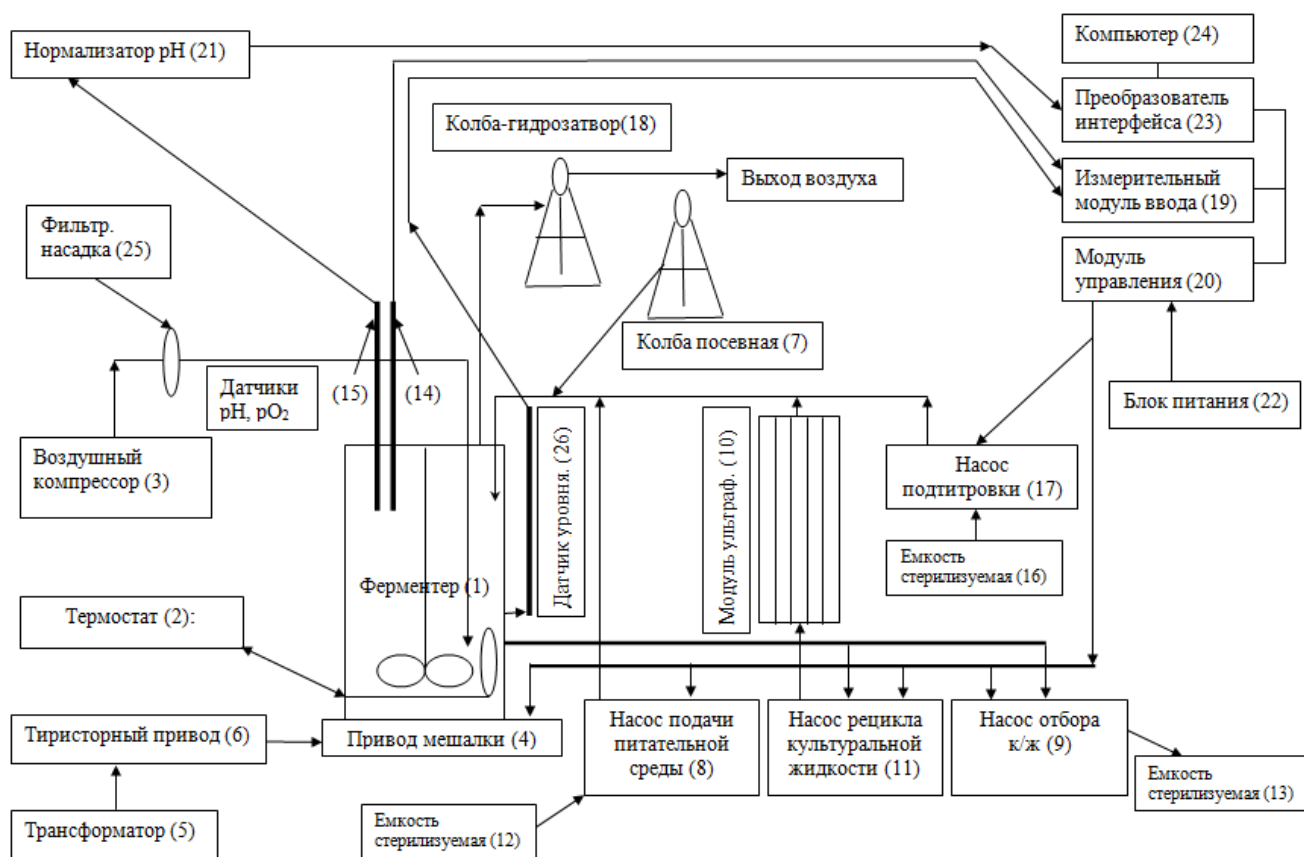 Нормализатор pH (21)
Компьютер (24)
Преобразователь
интерфейса (23)
Колба-гидрозатвор(18)
Выход воздуха
Измерительный
модуль ввода (19)
Фильтр.
насадка (25)
Модуль
управления (20)
Колба посевная (7)
Датчики
pH, pO₂
(15)
(14)
Блок питания (22)
Воздушный
компрессор (3)
Датчик уровня. (26)
Модуль ультраф. (10)
Насос
подтитровки (17)
Емкость
стерилизуемая (16)
Ферментер (1)
Термостат (2):
Тиристорный привод (6)
Привод мешалки (4)
Насос подачи
питательной
среды (8)
Насос рецикла
культуральной
жидкости (11)
Насос отбора
к/ж (9)
Емкость
стерилизуемая (13)
Трансформатор (5)
Емкость
стерилизуемая (12)